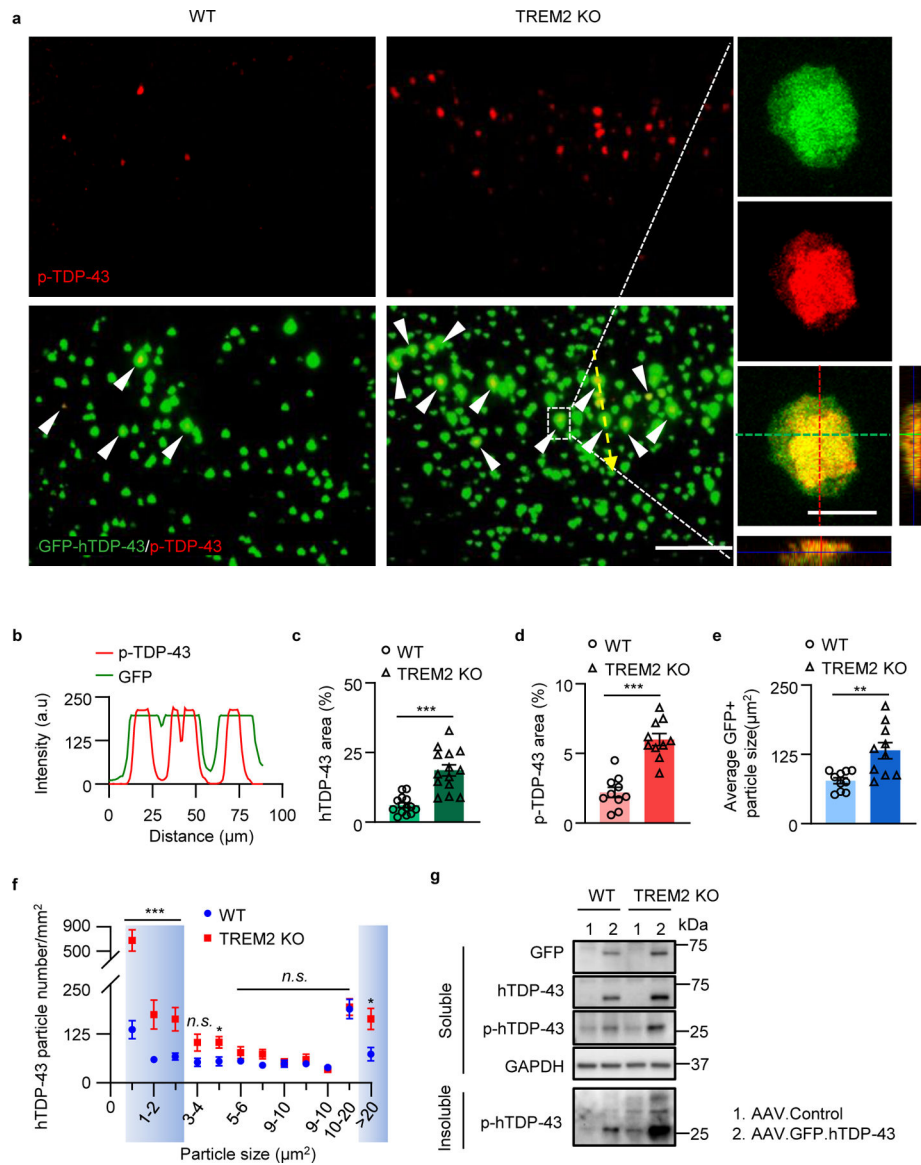 a
WT
TREM2 KO
p-TDP-43
GFP-hTDP-43/p-TDP-43
b
p-TDP-43
GFP
Intensity (a.u)
250
125
0
0
50
100
Distance (µm)
c
WT
TREM2 KO
hTDP-43 area (%)
50
25
0
***
d
WT
TREM2 KO
p-TDP-43 area (%)
10
5
0
***
e
WT
TREM2 KO
Average GFP+
particle size(µm²)
250
125
0
**
f
WT
TREM2 KO
hTDP-43 particle number/mm²
900
500
250
125
0
***
n.s.
*
n.s.
*
0
1-2
3-4
5-6
9-10
9-10
10-20
>20
Particle size (µm²)
g
WT TREM2 KO
1 2 1 2 kDa
Soluble
GFP
75
hTDP-43
75
p-hTDP-43
25
GAPDH
37
Insoluble
p-hTDP-43
25
1. AAV.Control
2. AAV.GFP.hTDP-43